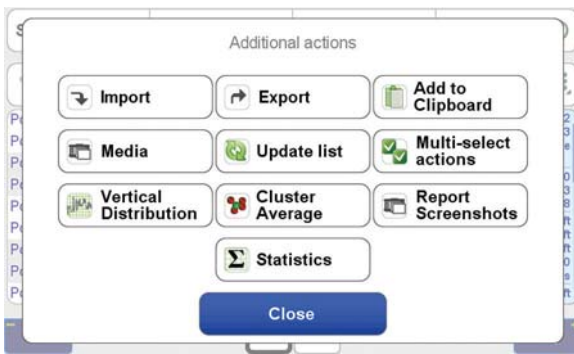 Additional actions
Import
Export
Add to
Clipboard
Media
Update list
Multi-select
actions
Vertical
Distribution
Cluster
Average
Report
Screenshots
Statistics
Close